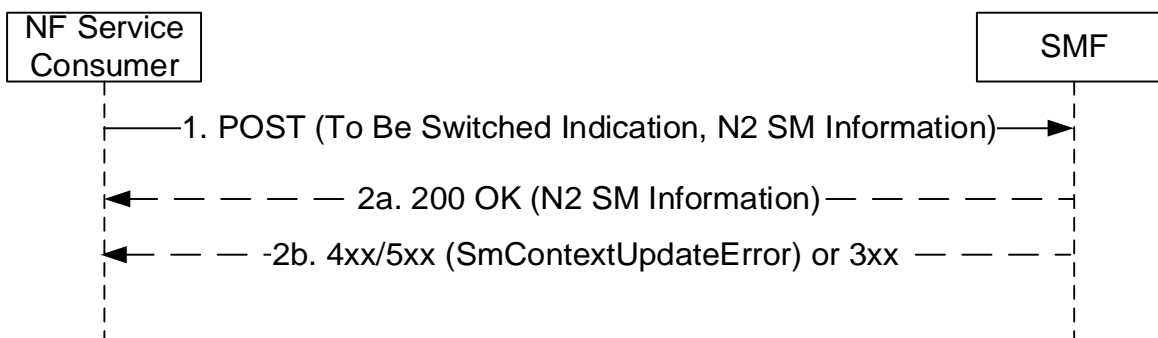 NF Service
Consumer
SMF
1. POST (To Be Switched Indication, N2 SM Information)
2a. 200 OK (N2 SM Information)
2b. 4xx/5xx (SmContextUpdateError) or 3xx